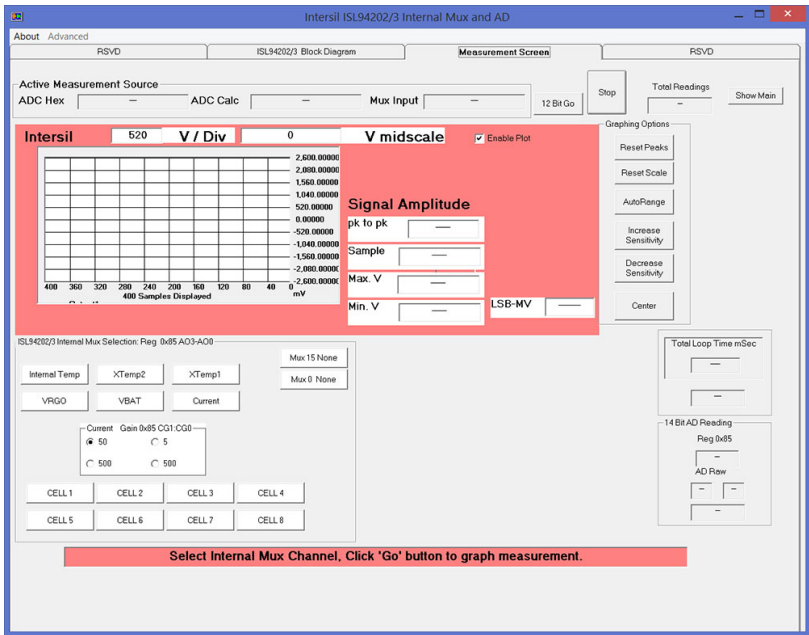 Intersil ISL94202/3 Internal Mux and AD
About Advanced
RSVD ISL94202/3 Block Diagram Measurement Screen RSVD
Active Measurement Source
ADC Hex — ADC Calc — Mux Input —
12 Bit Go
Stop
Total Readings
—
Show Main
Intersil 520 V / Div 0 V midscale Enable Plot
2,600.00000
2,080.00000
1,560.00000
1,040.00000
520.00000
0.00000
-520.00000
-1,040.00000
-1,560.00000
-2,080.00000
-2,600.00000
400 360 320 280 240 200 160 120 80 40 0
mV
400 Samples Displayed
Signal Amplitude
pk to pk —
Sample —
Max. V —
Min. V —
LSB-MV —
Graphing Options
Reset Peaks
Reset Scale
AutoRange
Increase
Sensitivity
Decrease
Sensitivity
Center
ISL94202/3 Internal Mux Selection: Reg 0x85 AO3-AO0
Mux 15 None
Internal Temp XTemp2 XTemp1
Mux 0 None
VRGO VBAT Current
Current Gain 0x85 CG1:CG0
50 5
500 500
CELL 1 CELL 2 CELL 3 CELL 4
CELL 5 CELL 6 CELL 7 CELL 8
Total Loop Time mSec
—
—
14 Bit AD Reading
Reg 0x85
—
AD Raw
— —
—
Select Internal Mux Channel, Click 'Go' button to graph measurement.